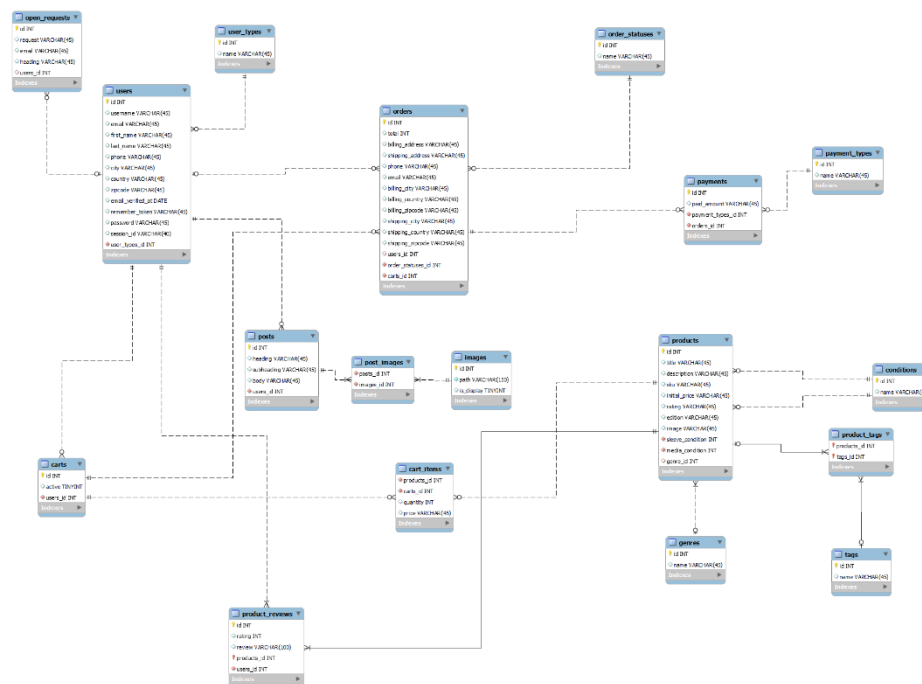 open_requests
id INT
request VARCHAR(45)
email VARCHAR(45)
heading VARCHAR(45)
users_id INT
Indexes
user_types
id INT
name VARCHAR(45)
Indexes
order_statuses
id INT
name VARCHAR(45)
Indexes
users
id INT
username VARCHAR(45)
email VARCHAR(45)
first_name VARCHAR(45)
last_name VARCHAR(45)
phone VARCHAR(45)
city VARCHAR(45)
country VARCHAR(45)
zipcode VARCHAR(45)
email_verified_at DATE
remember_token VARCHAR(45)
password VARCHAR(45)
session_id VARCHAR(40)
user_types_id INT
Indexes
orders
id INT
total INT
billing_address VARCHAR(45)
shipping_address VARCHAR(45)
phone VARCHAR(45)
email VARCHAR(45)
billing_city VARCHAR(45)
billing_country VARCHAR(45)
billing_zipcode VARCHAR(45)
shipping_city VARCHAR(45)
shipping_country VARCHAR(45)
shipping_zipcode VARCHAR(45)
users_id INT
order_statuses_id INT
carts_id INT
Indexes
payment_types
id INT
name VARCHAR(45)
Indexes
payments
id INT
paid_amount VARCHAR(45)
payment_types_id INT
orders_id INT
Indexes
posts
id INT
heading VARCHAR(45)
subheading VARCHAR(45)
body VARCHAR(45)
users_id INT
Indexes
post_images
posts_id INT
images_id INT
Indexes
images
id INT
path VARCHAR(150)
is_display TINYINT
Indexes
products
id INT
title VARCHAR(45)
description VARCHAR(45)
sku VARCHAR(45)
initial_price VARCHAR(45)
rating VARCHAR(45)
edition VARCHAR(45)
image VARCHAR(45)
sleeve_condition INT
media_condition INT
genre_id INT
Indexes
conditions
id INT
name VARCHAR(
Indexes
product_tags
products_id INT
tags_id INT
Indexes
carts
id INT
active TINYINT
users_id INT
Indexes
cart_items
products_id INT
carts_id INT
quantity INT
price VARCHAR(45)
Indexes
genres
id INT
name VARCHAR(45)
Indexes
tags
id INT
name VARCHAR(45)
Indexes
product_reviews
id INT
rating INT
review VARCHAR(100)
products_id INT
users_id INT
Indexes